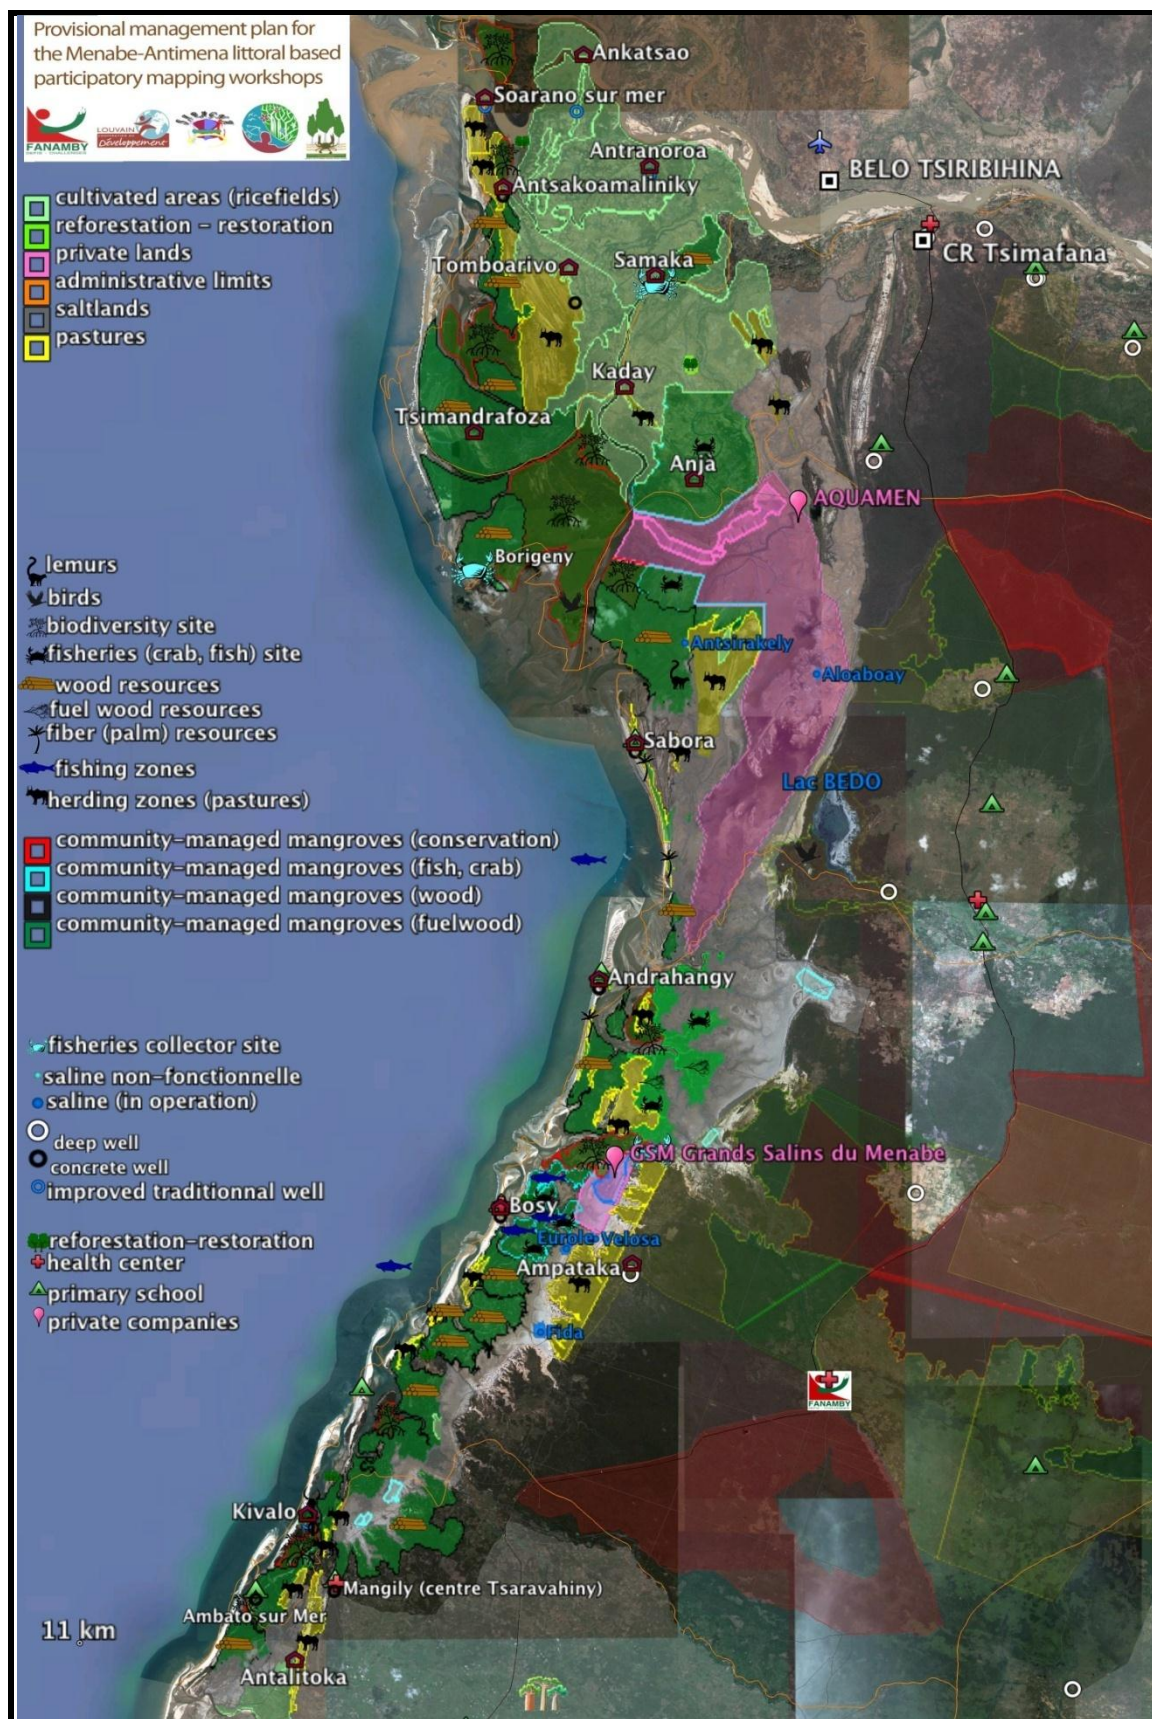 Provisional management plan for
the Menabe-Antimena littoral based
participatory mapping workshops
FANAMBY
LOUVAIN
Développement
cultivated areas (ricefields)
reforestation - restoration
private lands
administrative limits
saltlands
pastures
lemurs
birds
biodiversity site
fisheries (crab, fish) site
wood resources
fuel wood resources
fiber (palm) resources
fishing zones
herding zones (pastures)
community-managed mangroves (conservation)
community-managed mangroves (fish, crab)
community-managed mangroves (wood)
community-managed mangroves (fuelwood)
fisheries collector site
saline non-fonctionnelle
saline (in operation)
deep well
concrete well
improved traditionnal well
reforestation-restoration
health center
primary school
private companies
11 km
Ankatsao
Soarano sur mer
Antranoroa
BELO TSIRIBIHINA
Antsakoamaliniky
CR Tsimafana
Tomboarivo
Samaka
Kaday
Tsimandrafoza
Anja
AQUAMEN
Borigeny
Antsirakely
Aloaboay
Sabora
Lac BEDO
Andrahangy
GSM Grands Salins du Menabe
Bosy
Eurole
Velosa
Ampataka
Fida
FANAMBY
Kivalo
Mangily (centre Tsaravahiny)
Ambato sur Mer
Antalitoka